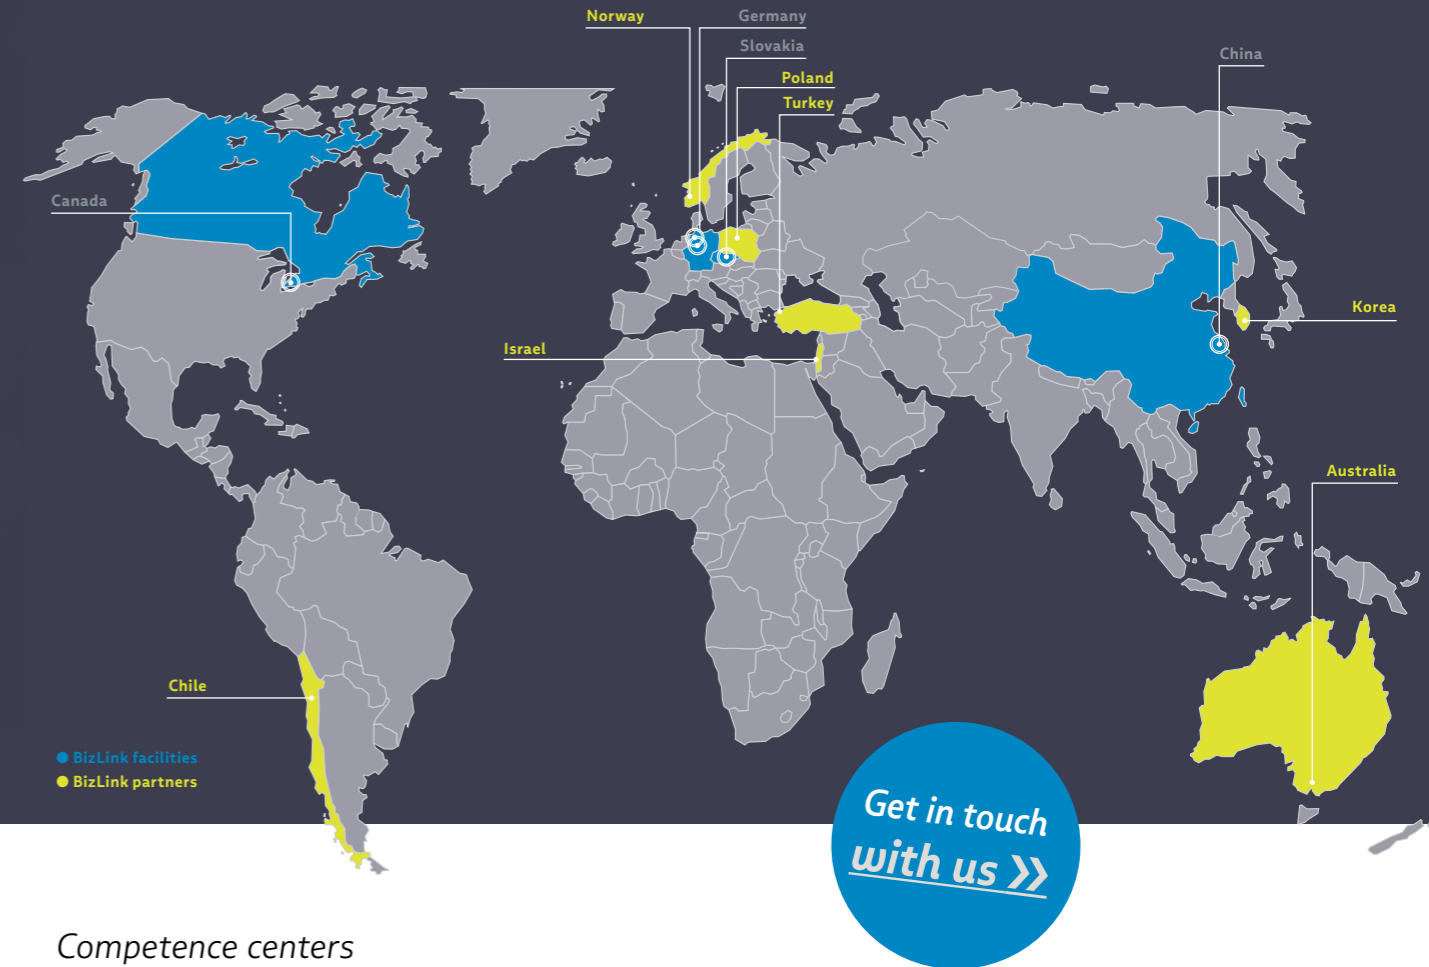 Norway
Germany
Slovakia
Poland
Turkey
China
Canada
Korea
Israel
Australia
Chile
BizLink facilities
BizLink partners
Get in touch
with us »
Competence centers